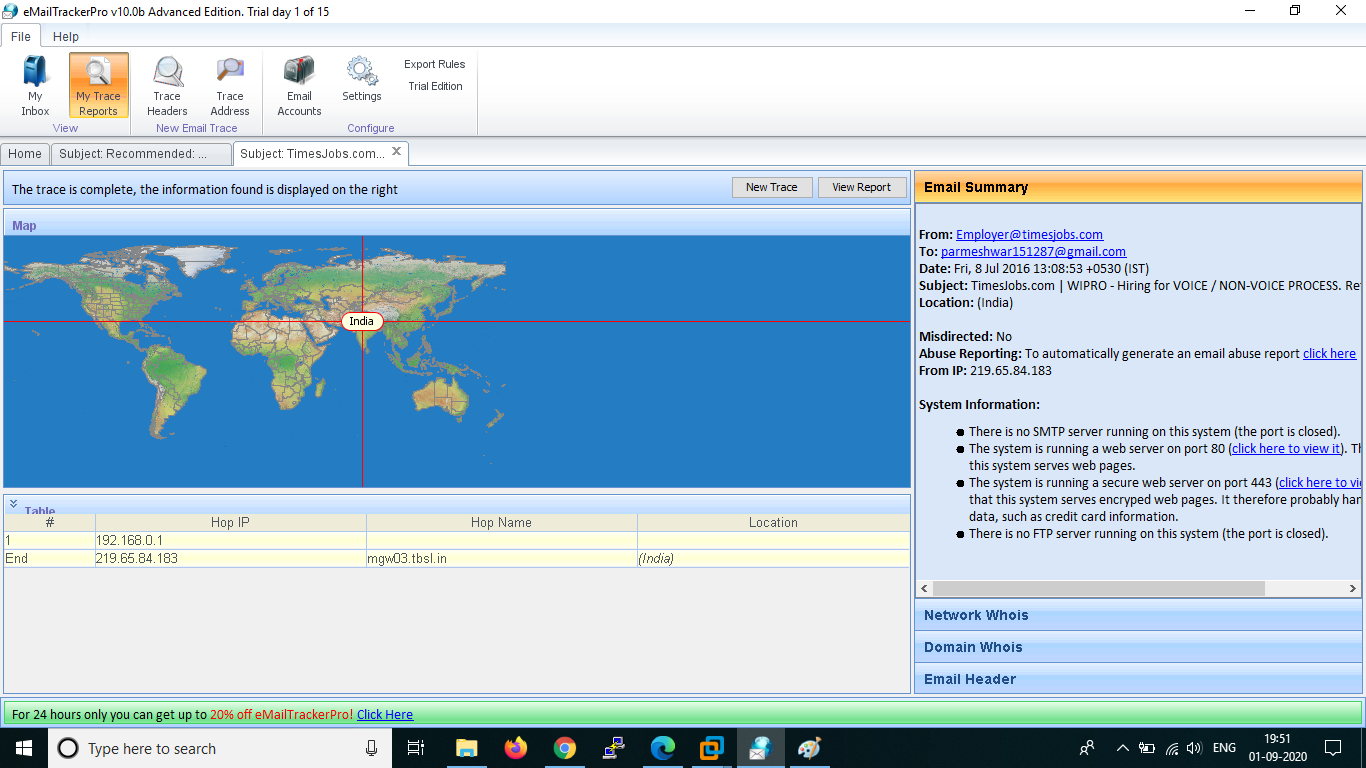 eMailTrackerPro v10.0b Advanced Edition. Trial day 1 of 15
File Help
My Inbox
My Trace Reports
Trace Headers
Trace Address
Email Accounts
Settings
Export Rules
Trial Edition
View
New Email Trace
Configure
Home
Subject: Recommended: ...
Subject: TimesJobs.com...
The trace is complete, the information found is displayed on the right
New Trace
View Report
Map
India
Table
# Hop IP Hop Name Location
1 192.168.0.1
End 219.65.84.183 mgw03.tbsl.in (India)
Email Summary
From: Employer@timesjobs.com
To: parmeshwar151287@gmail.com
Date: Fri, 8 Jul 2016 13:08:53 +0530 (IST)
Subject: TimesJobs.com | WIPRO - Hiring for VOICE / NON-VOICE PROCESS. Re
Location: (India)
Misdirected: No
Abuse Reporting: To automatically generate an email abuse report click here
From IP: 219.65.84.183
System Information:
There is no SMTP server running on this system (the port is closed).
The system is running a web server on port 80 (click here to view it). Th
this system serves web pages.
The system is running a secure web server on port 443 (click here to vi
that this system serves encryped web pages. It therefore probably han
data, such as credit card information.
There is no FTP server running on this system (the port is closed).
Network Whois
Domain Whois
Email Header
For 24 hours only you can get up to 20% off eMailTrackerPro! Click Here
Type here to search
ENG
19:51
01-09-2020